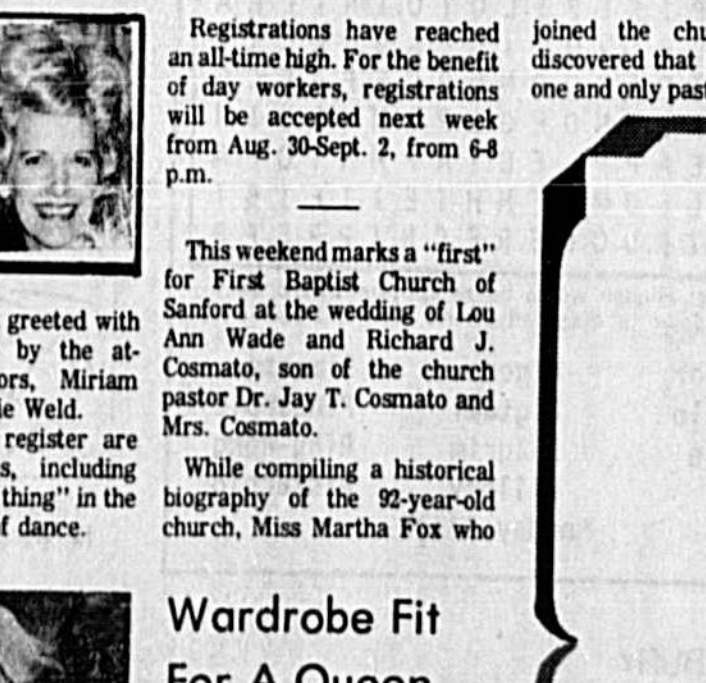 greeted with
by the at-
ors, Miriam
ie Weld.
register are
s, including
thing" in the
f dance.
Registrations have reached
an all-time high. For the benefit
of day workers, registrations
will be accepted next week
from Aug. 30-Sept. 2, from 6-8
p.m.
This weekend marks a "first"
for First Baptist Church of
Sanford at the wedding of Lou
Ann Wade and Richard J.
Cosmato, son of the church
pastor Dr. Jay T. Cosmato and
Mrs. Cosmato.
While compiling a historical
biography of the 92-year-old
church, Miss Martha Fox who
Wardrobe Fit
For A Queen
joined the chu
discovered that
one and only past